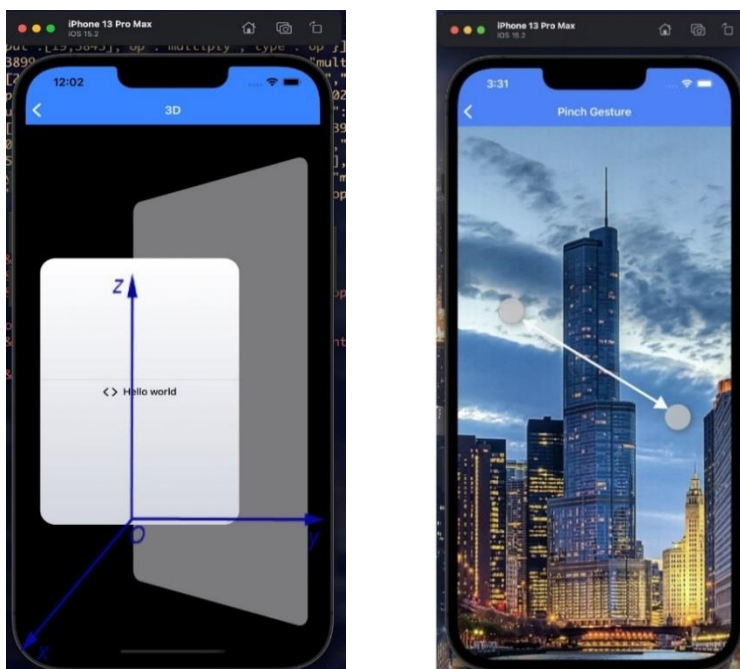 iPhone 13 Pro Max
iOS 15.2
12:02
3D
Z
<> Hello world
O
y
x
iPhone 13 Pro Max
iOS 15.2
3:31
Pinch Gesture